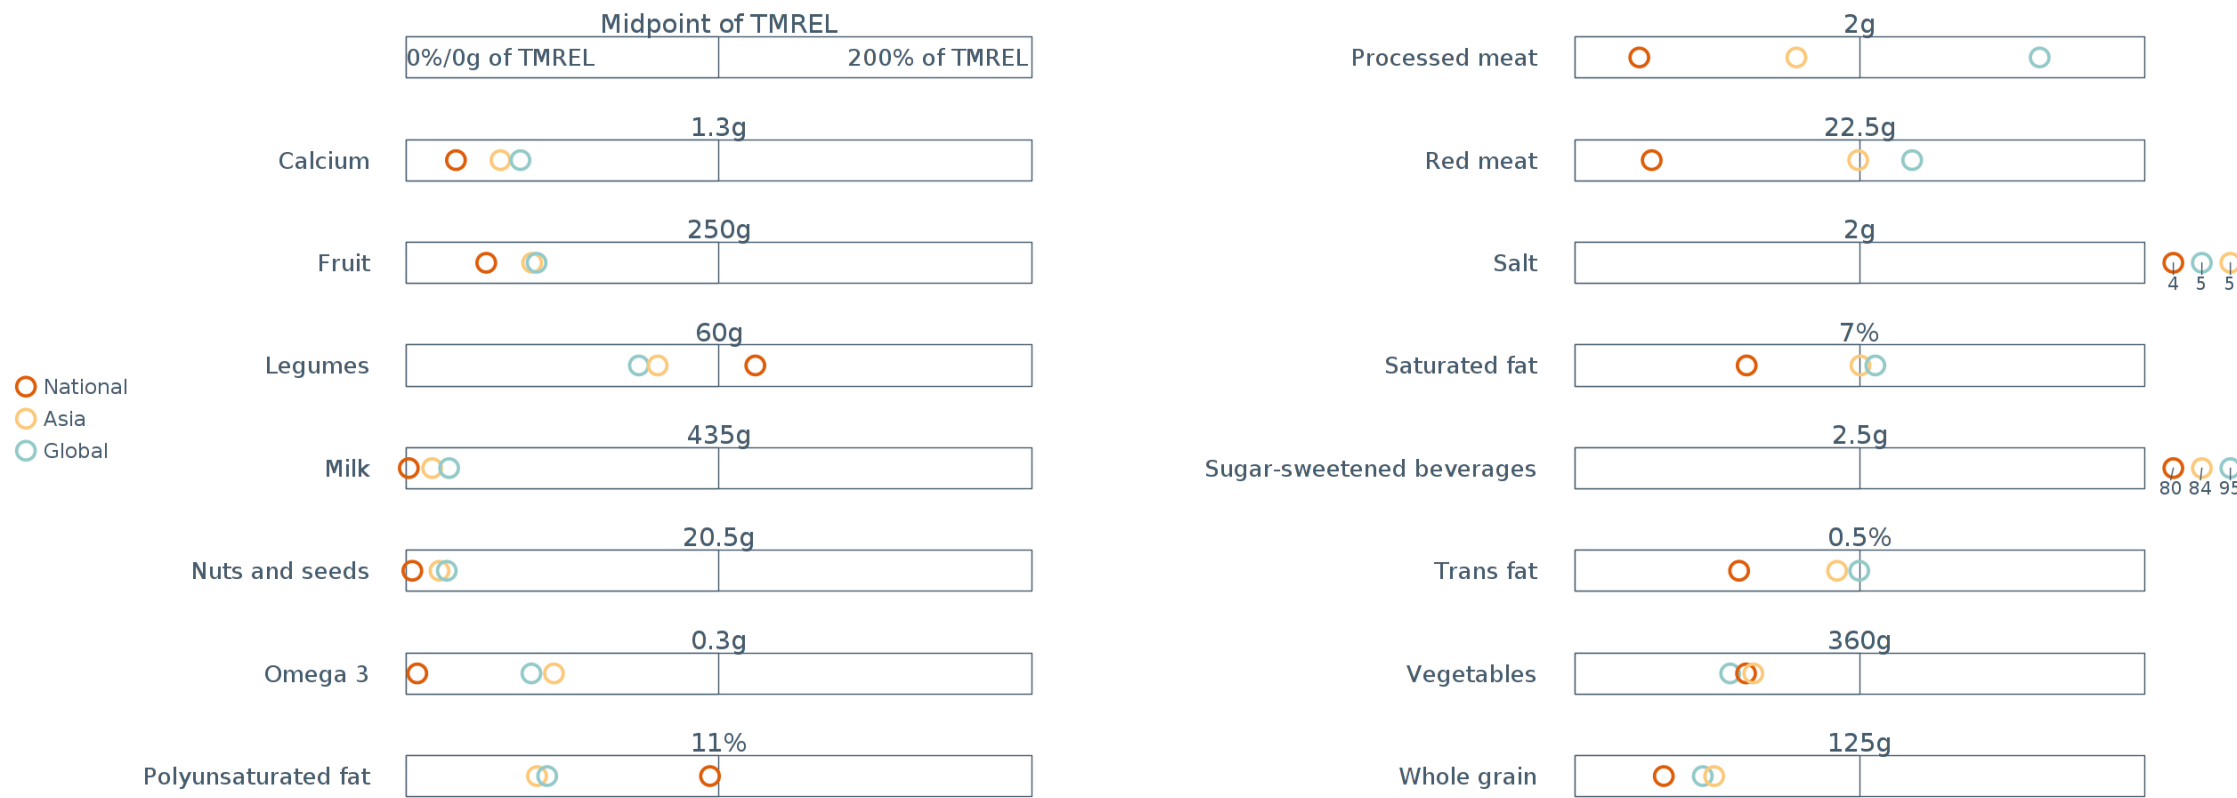 Midpoint of TMREL
0%/0g of TMREL
200% of TMREL
1.3g
Calcium
250g
Fruit
60g
Legumes
435g
Milk
20.5g
Nuts and seeds
0.3g
Omega 3
11%
Polyunsaturated fat
National
Asia
Global
2g
Processed meat
22.5g
Red meat
2g
Salt
4 5 5
7%
Saturated fat
2.5g
Sugar-sweetened beverages
80 84 95
0.5%
Trans fat
360g
Vegetables
125g
Whole grain